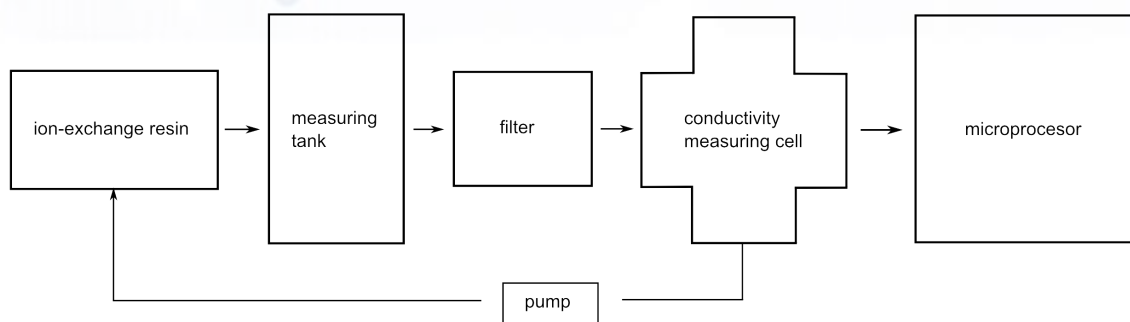 ion-exchange resin
measuring
tank
filter
conductivity
measuring cell
microprocesor
pump